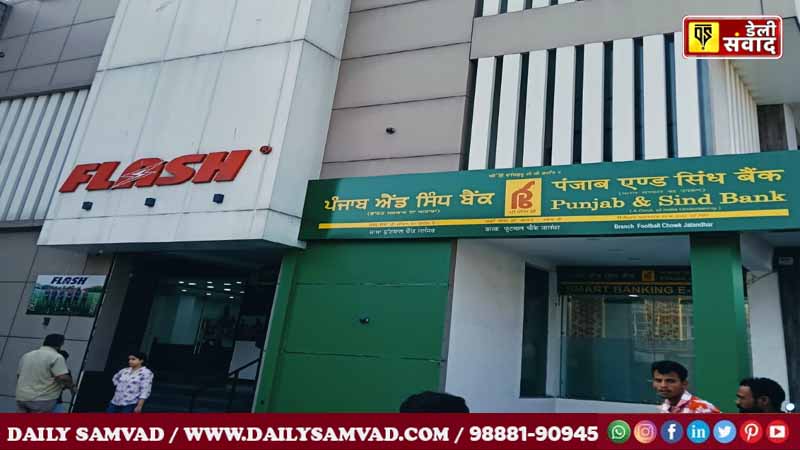 डेली
संवाद
FLASH
ਪੰਜਾਬ ਐਂਡ ਸਿੰਧ ਬੈਂਕ
पंजाब एण्ड सिंध बैंक
Punjab & Sind Bank
Branch Football Chowk Jalandhar
FLASH
SMART BANKING E-
DAILY SAMVAD / WWW.DAILYSAMVAD.COM / 98881-90945